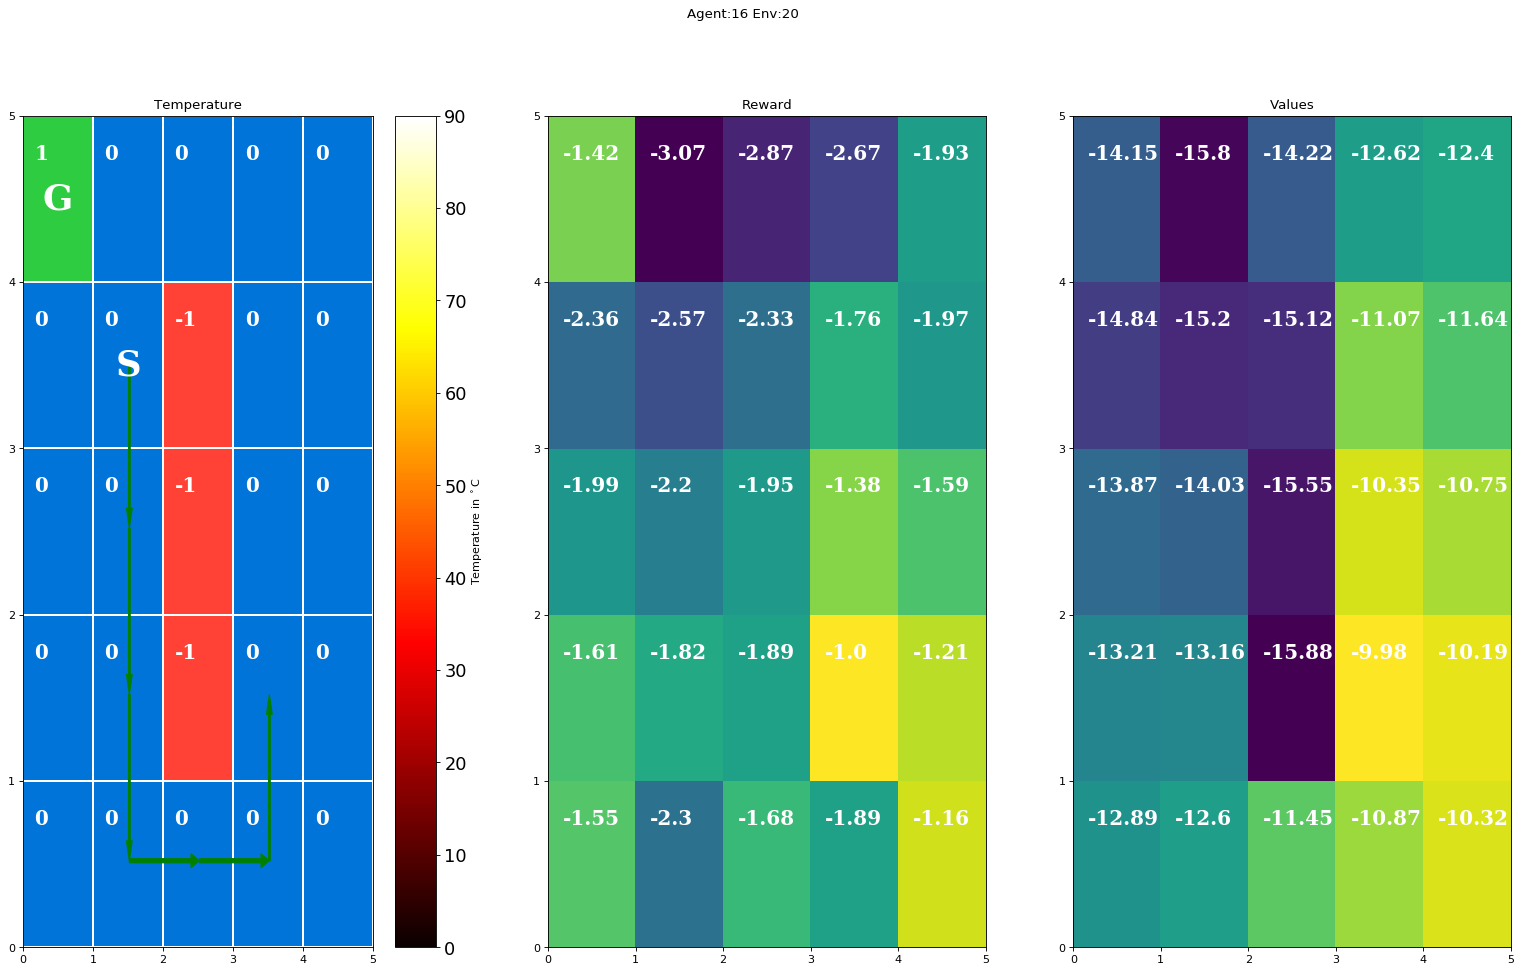 Agent:16 Env:20
Temperature
Reward
Values
5
4
3
2
1
0
0 1 2 3 4 5
1 0 0 0 0
G
0 0 -1 0 0
S
0 0 -1 0 0
0 0 -1 0 0
0 0 0 0 0
90
80
70
60
50
40
30
20
10
0
Temperature in °C
5
4
3
2
1
0
0 1 2 3 4 5
-1.42 -3.07 -2.87 -2.67 -1.93
-2.36 -2.57 -2.33 -1.76 -1.97
-1.99 -2.2 -1.95 -1.38 -1.59
-1.61 -1.82 -1.89 -1.0 -1.21
-1.55 -2.3 -1.68 -1.89 -1.16
5
4
3
2
1
0
0 1 2 3 4 5
-14.15 -15.8 -14.22 -12.62 -12.4
-14.84 -15.2 -15.12 -11.07 -11.64
-13.87 -14.03 -15.55 -10.35 -10.75
-13.21 -13.16 -15.88 -9.98 -10.19
-12.89 -12.6 -11.45 -10.87 -10.32